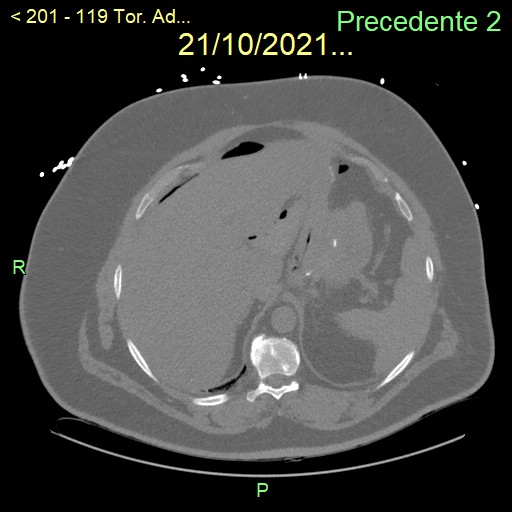 < 201 - 119 Tor. Ad...
Precedente 2
21/10/2021...
R
P